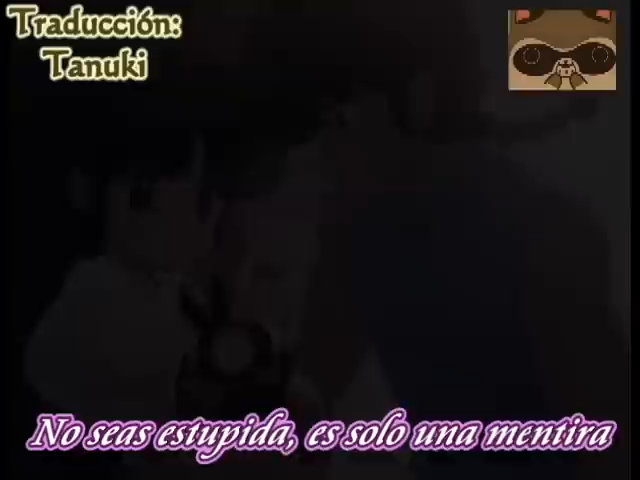 Traducción:
Tanuki
No seas estupida, es solo una mentira